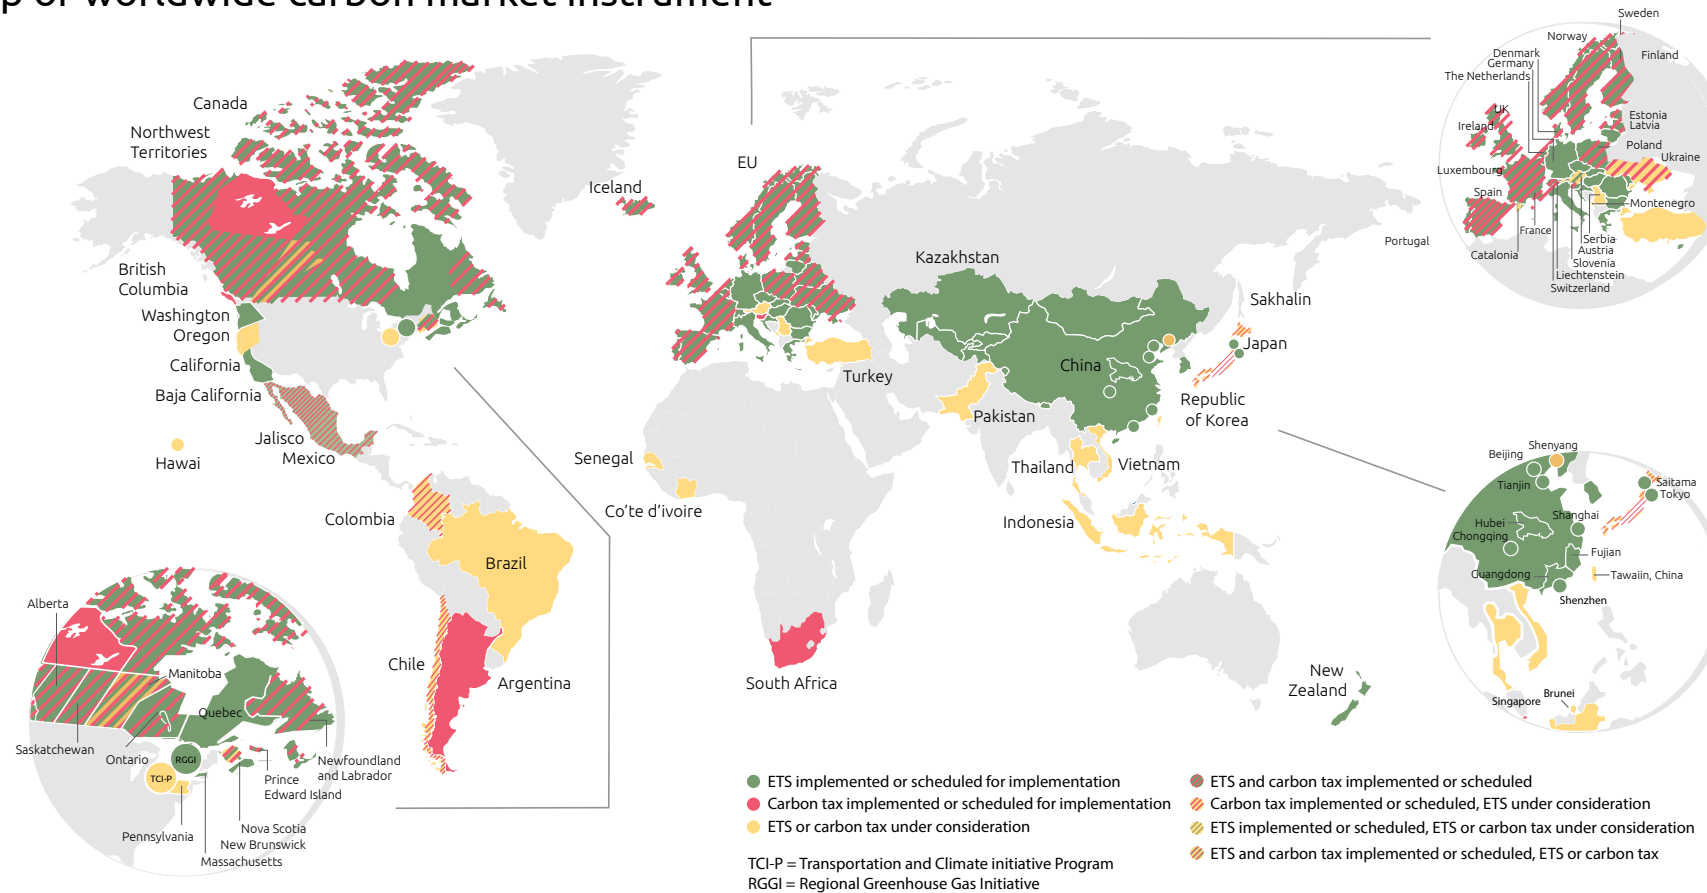 p of worldwide carbon market instrument
Canada
Northwest
Territories
British
Columbia
Washington
Oregon
California
Baja California
Jalisco
Mexico
Hawai
Colombia
Brazil
Chile
Argentina
Iceland
EU
Kazakhstan
Sakhalin
Japan
China
Republic
of Korea
Turkey
Pakistan
Thailand
Vietnam
Indonesia
Senegal
Co'te d'ivoire
South Africa
New
Zealand
Sweden
Norway
Finland
Denmark
Germany
The Netherlands
UK
Ireland
Estonia
Latvia
Poland
Ukraine
Luxembourg
Spain
Montenegro
Portugal
France
Catalonia
Serbia
Austria
Slovenia
Liechtenstein
Switzerland
Shenyang
Beijing
Tianjin
Saitama
Tokyo
Shanghai
Hubei
Chongqing
Fujian
Guangdong
Tawaiin, China
Shenzhen
Brunei
Singapore
Alberta
Manitoba
Quebec
Saskatchewan
Ontario
RGGI
TCI-P
Newfoundland
and Labrador
Prince
Edward Island
Pennsylvania
Nova Scotia
New Brunswick
Massachusetts
ETS implemented or scheduled for implementation
Carbon tax implemented or scheduled for implementation
ETS or carbon tax under consideration
TCI-P = Transportation and Climate initiative Program
RGGI = Regional Greenhouse Gas Initiative
ETS and carbon tax implemented or scheduled
Carbon tax implemented or scheduled, ETS under consideration
ETS implemented or scheduled, ETS or carbon tax under consideration
ETS and carbon tax implemented or scheduled, ETS or carbon tax